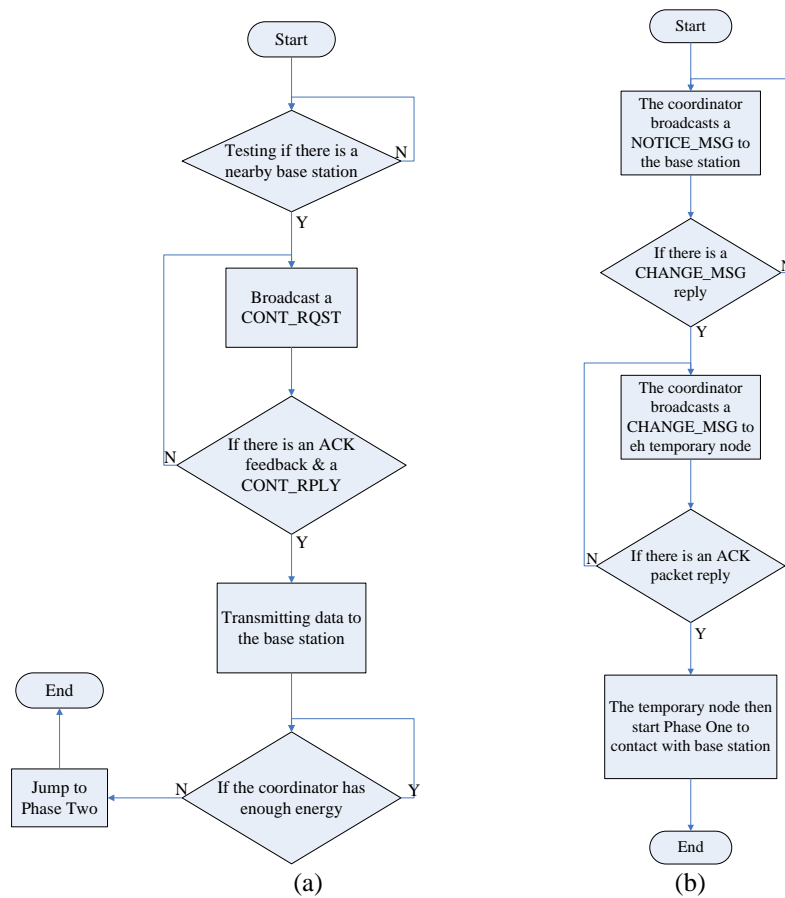 Start
Testing if there is a
nearby base station
N
Y
Broadcast a
CONT_RQST
If there is an ACK
feedback & a
CONT_RPLY
N
Y
Transmitting data to
the base station
If the coordinator has
enough energy
N
Y
Jump to
Phase Two
End
(a)
Start
The coordinator
broadcasts a
NOTICE_MSG to
the base station
If there is a
CHANGE_MSG
reply
N
Y
The coordinator
broadcasts a
CHANGE_MSG to
eh temporary node
If there is an ACK
packet reply
N
Y
The temporary node then
start Phase One to
contact with base station
End
(b)